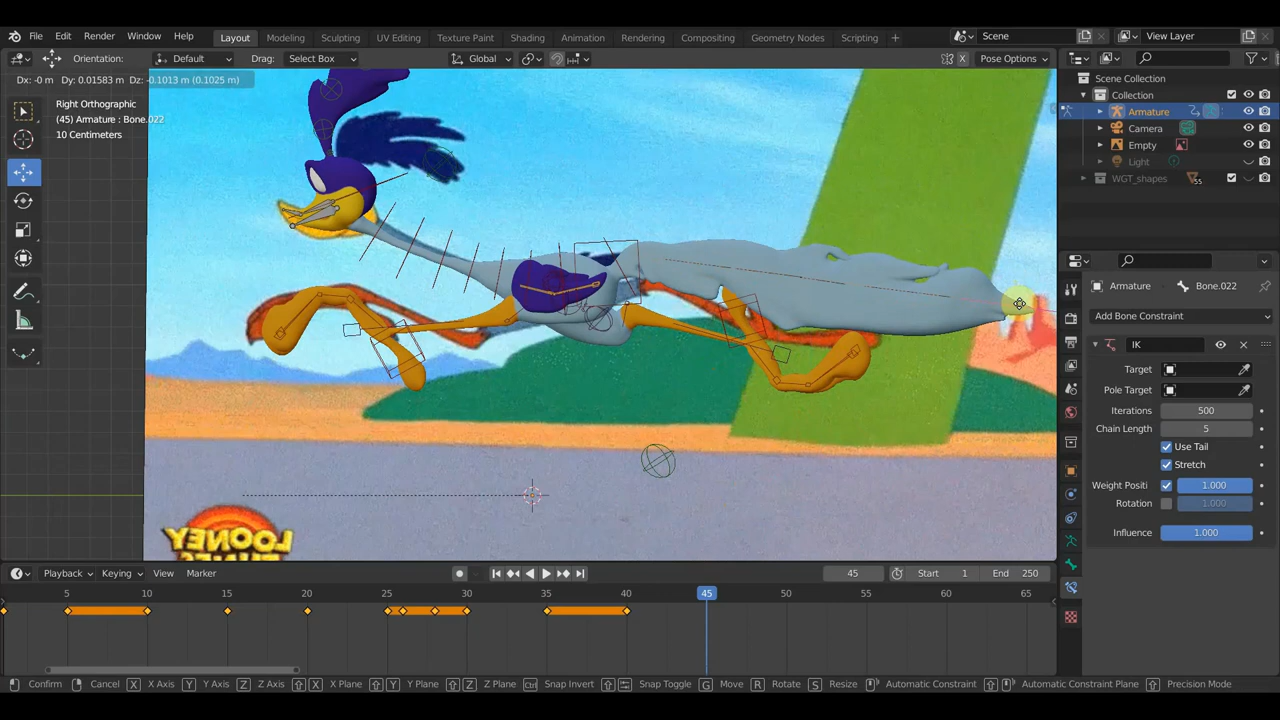 File Edit Render Window Help Layout Modeling Sculpting UV Editing Texture Paint Shading Animation Rendering Compositing Geometry Nodes Scripting + Scene View Layer
Orientation: Default Drag: Select Box Global X Pose Options
Dx: -0 m Dy: 0.01583 m Dz: -0.1013 m (0.1025 m)
Right Orthographic
(45) Armature : Bone.022
10 Centimeters
Scene Collection
Collection
Armature
Camera
Empty
Light
WGT_shapes 55
Armature Bone.022
Add Bone Constraint
IK
Target
Pole Target
Iterations 500
Chain Length 5
Use Tail
Stretch
Weight Positi 1.000
Rotation 0.000
Influence 1.000
LOONEY
TUNES
Playback Keying View Marker 45 Start 1 End 250
5 10 15 20 25 30 35 40 45 50 55 60 65
Confirm Cancel X X Axis Y Y Axis Z Z Axis X X Plane Y Y Plane Z Z Plane Ctrl Snap Invert Snap Toggle G Move R Rotate S Resize Automatic Constraint Automatic Constraint Plane Precision Mode